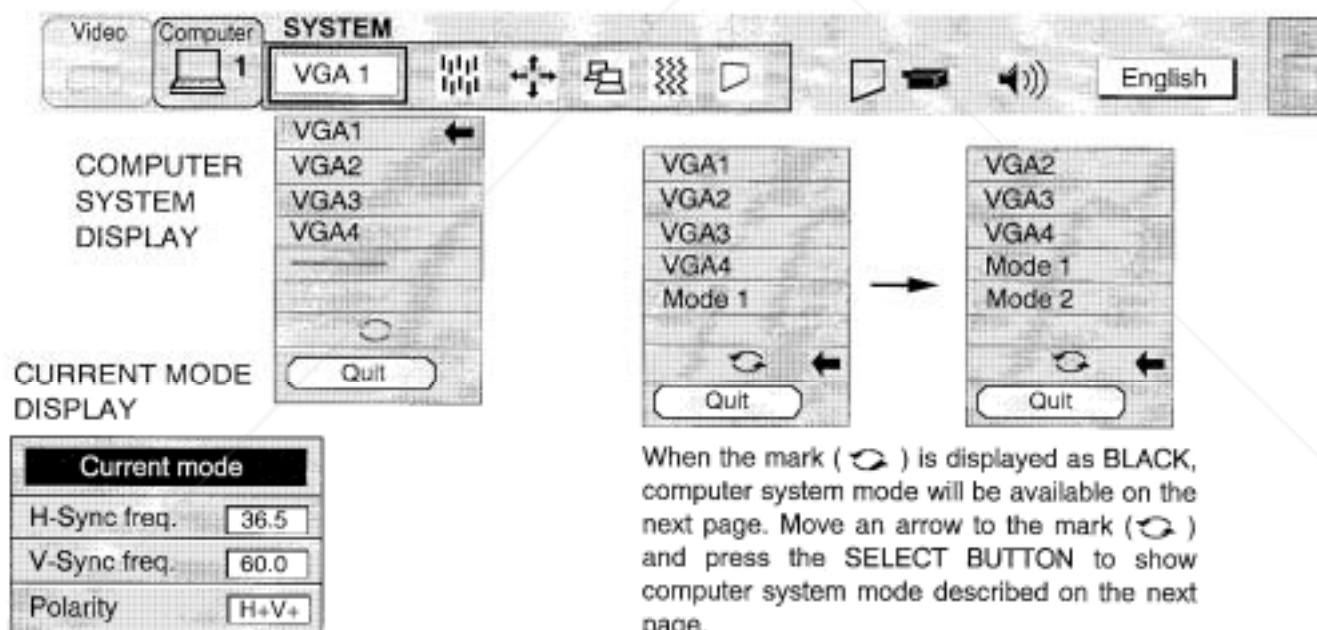 Video Computer SYSTEM
1 VGA 1 English
COMPUTER
SYSTEM
DISPLAY
VGA1
VGA2
VGA3
VGA4
Quit
VGA1
VGA2
VGA3
VGA4
Mode 1
Quit
VGA2
VGA3
VGA4
Mode 1
Mode 2
Quit
CURRENT MODE
DISPLAY
Current mode
H-Sync freq. 36.5
V-Sync freq. 60.0
Polarity H+V+
When the mark ( ) is displayed as BLACK,
computer system mode will be available on the
next page. Move an arrow to the mark ( )
and press the SELECT BUTTON to show
computer system mode described on the next
page.